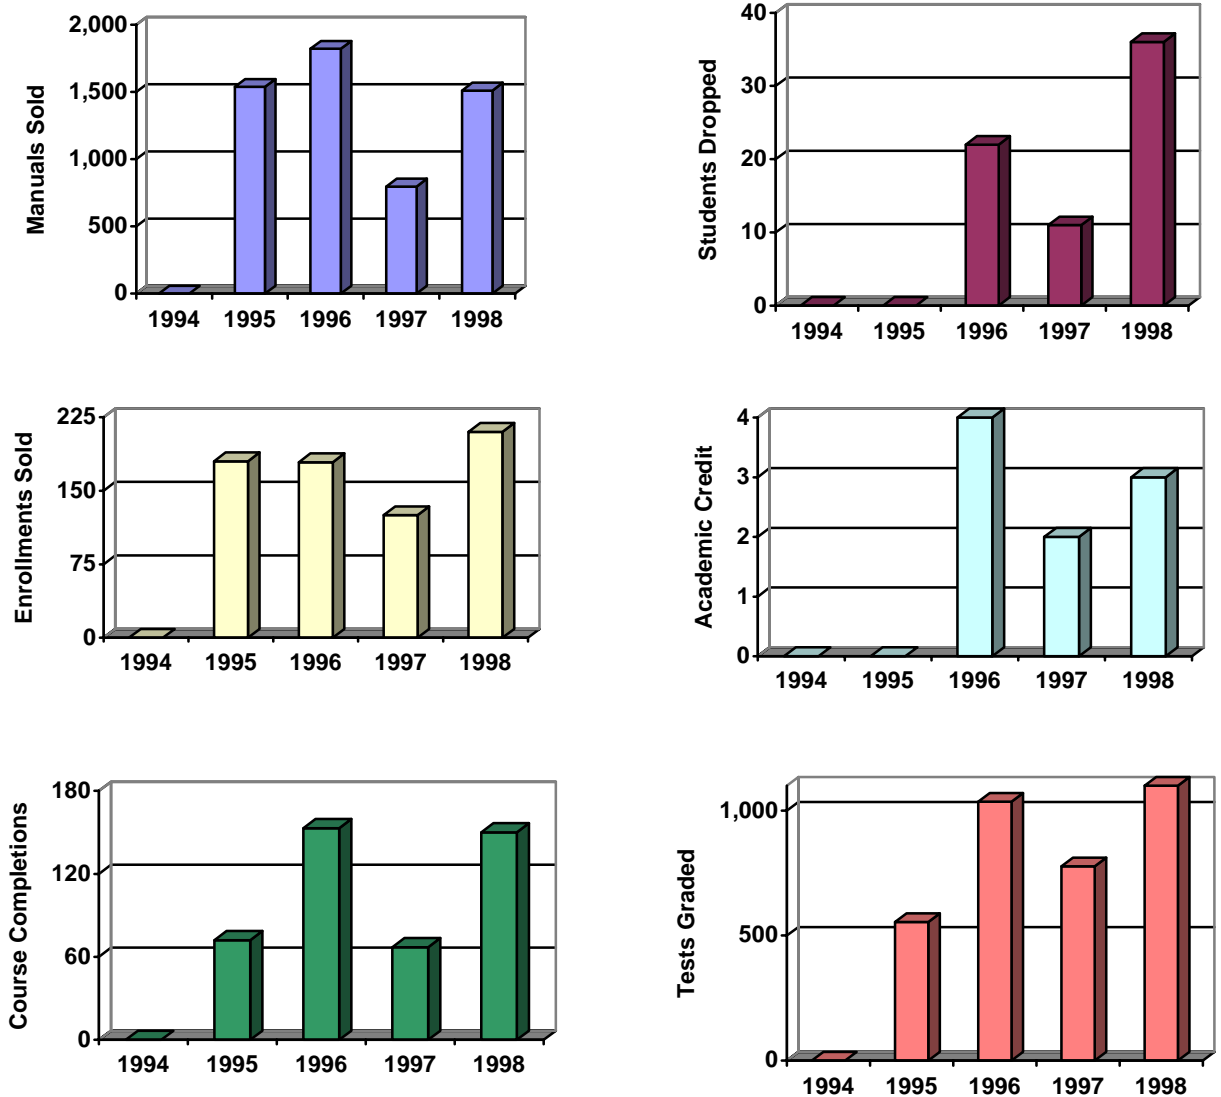 Manuals Sold
2,000
1,500
1,000
500
0
1994 1995 1996 1997 1998
Students Dropped
40
30
20
10
0
1994 1995 1996 1997 1998
Enrollments Sold
225
150
75
0
1994 1995 1996 1997 1998
Academic Credit
4
3
2
1
0
1994 1995 1996 1997 1998
Course Completions
180
120
60
0
1994 1995 1996 1997 1998
Tests Graded
1,000
500
0
1994 1995 1996 1997 1998